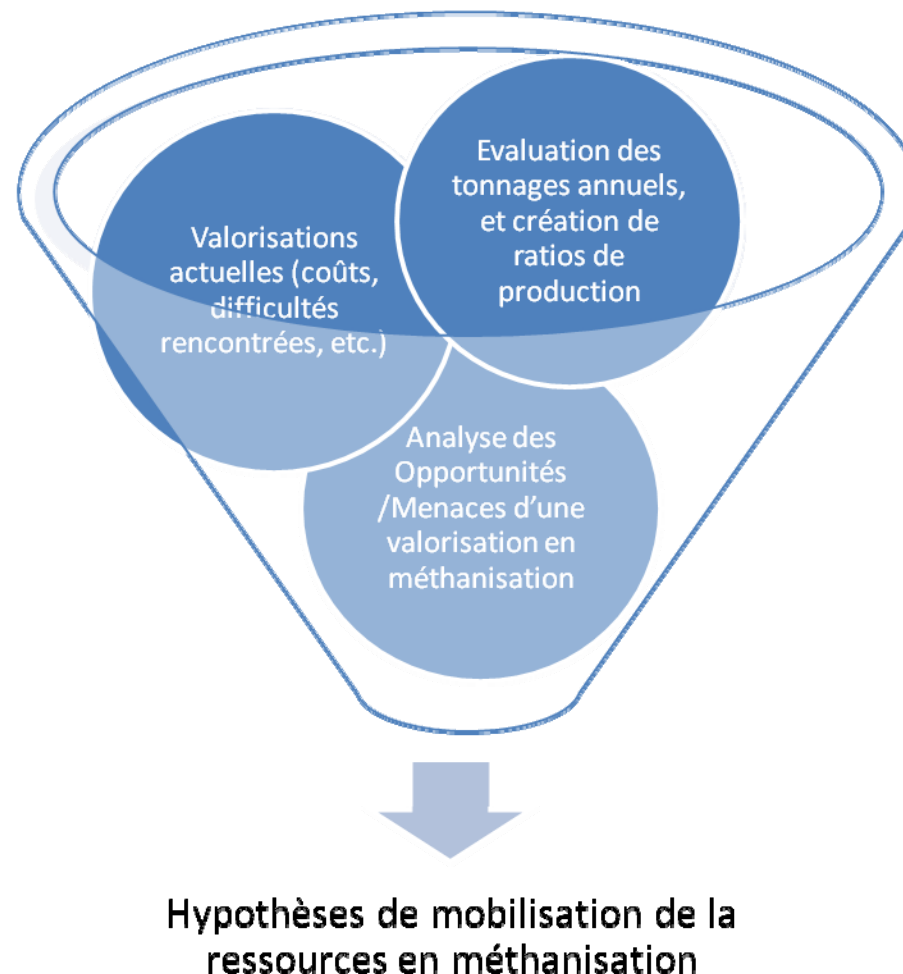 Evaluation des
tonnages annuels,
et création de
ratios de
production
Valorisations
actuelles (coûts,
difficultés
rencontrées, etc.)
Analyse des
Opportunités
/Menaces d’une
valorisation en
méthanisation
Hypothèses de mobilisation de la
ressources en méthanisation